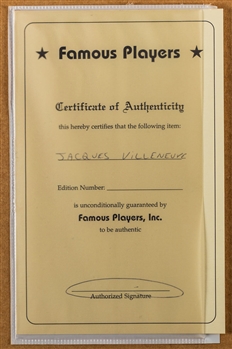 ★ Famous Players ★
Certificate of Authenticity
this hereby certifies that the following item:
JACQUES VILLENEUVE
Edition Number:
is unconditionally guaranteed by
Famous Players, Inc.
to be authentic
Authorized Signature